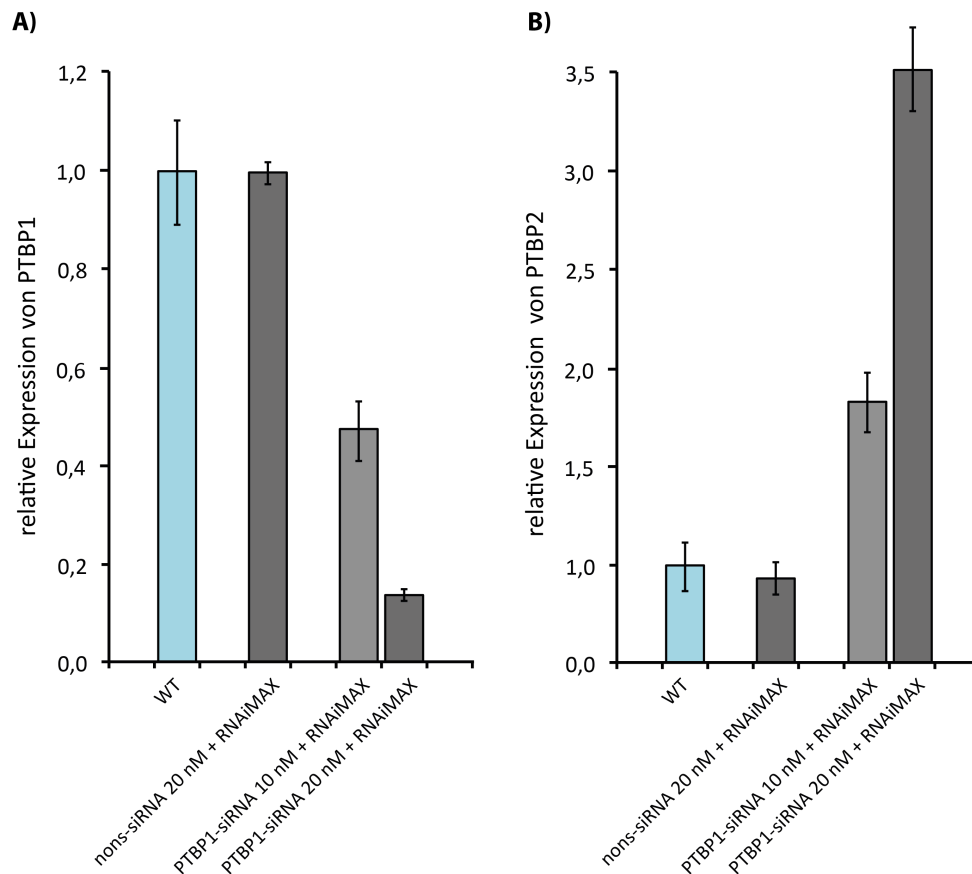 A)
relative Expression von PTBP1
1,2
1,0
0,8
0,6
0,4
0,2
0,0
WT
nons-siRNA 20 nM + RNAiMAX
PTBP1-siRNA 10 nM + RNAiMAX
PTBP1-siRNA 20 nM + RNAiMAX
B)
relative Expression von PTBP2
3,5
3,0
2,5
2,0
1,5
1,0
0,0
WT
nons-siRNA 20 nM + RNAiMAX
PTBP1-siRNA 10 nM + RNAiMAX
PTBP1-siRNA 20 nM + RNAiMAX